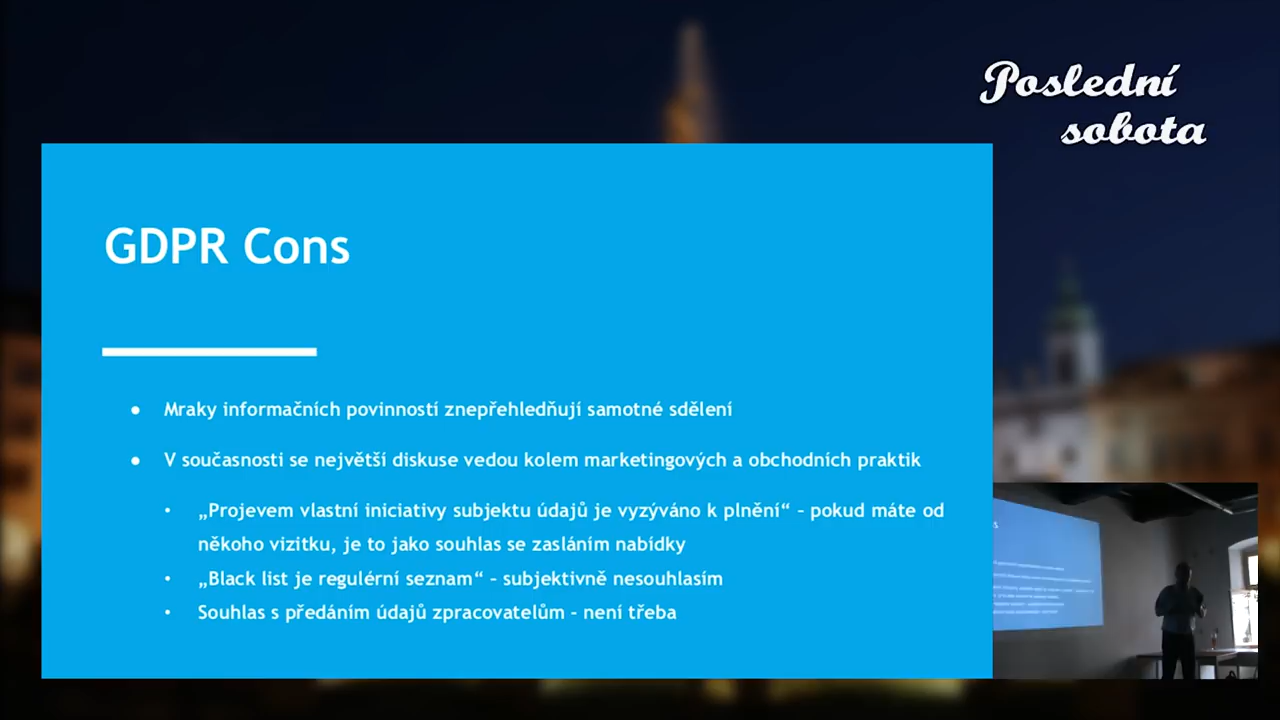 Poslední
sobota
GDPR Cons
• Mraky informačních povinností znepřehledňují samotné sdělení
• V současnosti se největší diskuse vedou kolem marketingových a obchodních praktik
• „Projevem vlastní iniciativy subjektu údajů je vyzýváno k plnění“ – pokud máte od
někoho vizitku, je to jako souhlas se zasláním nabídky
• „Black list je regulérní seznam“ – subjektivně nesouhlasím
• Souhlas s předáním údajů zpracovatelům – není třeba